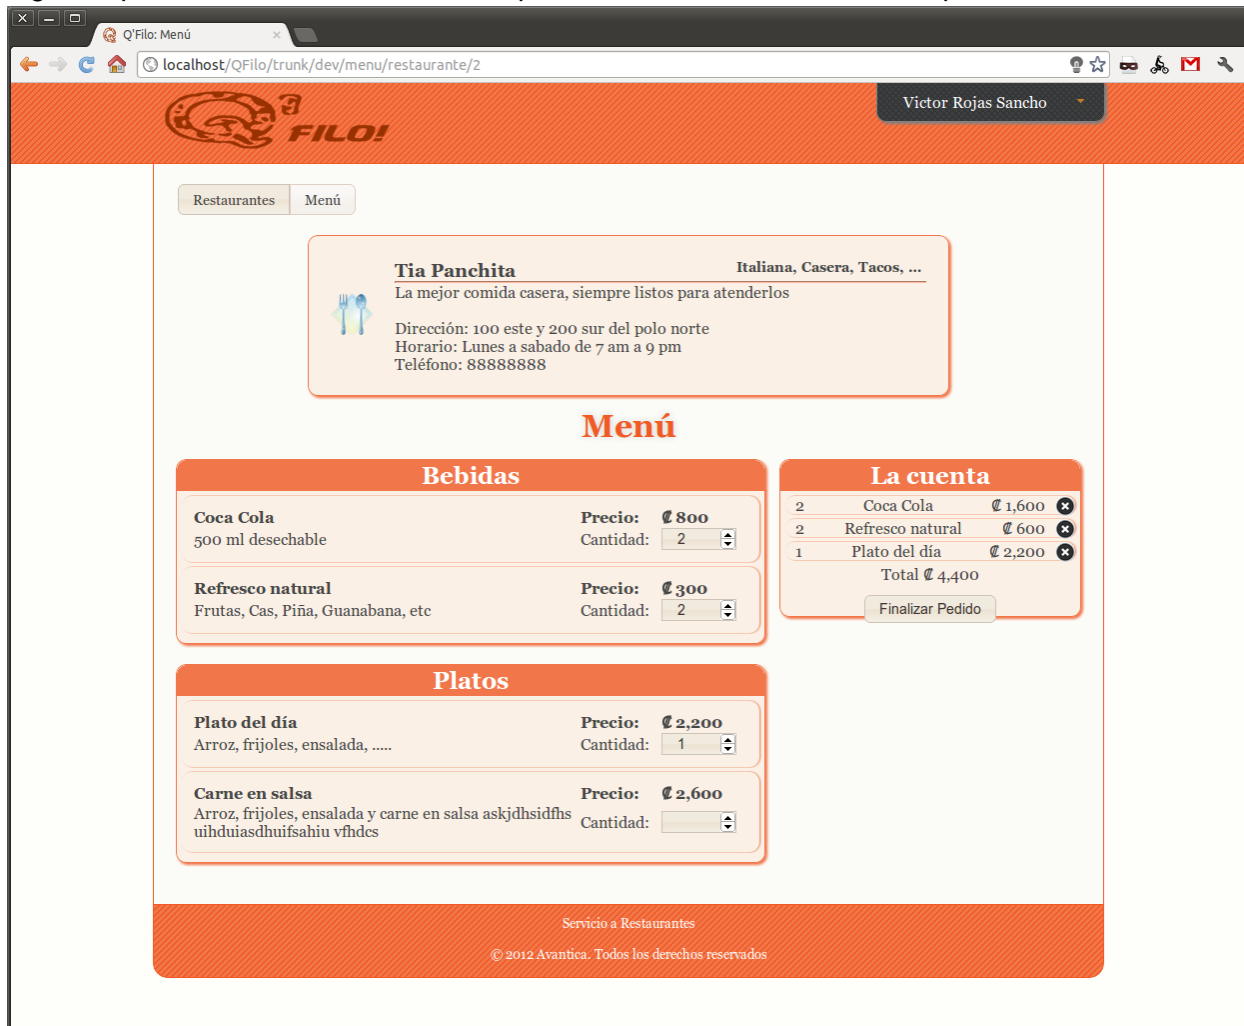 Q'Filo: Menú
localhost/QFilo/trunk/dev/menu/restaurante/2
Q3 FILO!
Victor Rojas Sancho
Restaurantes Menú
Tia Panchita Italiana, Casera, Tacos, ...
La mejor comida casera, siempre listos para atenderlos
Dirección: 100 este y 200 sur del polo norte
Horario: Lunes a sabado de 7 am a 9 pm
Teléfono: 88888888
Menú
Bebidas
Coca Cola Precio: ₡ 800
500 ml desechable Cantidad: 2
Refresco natural Precio: ₡ 300
Frutas, Cas, Piña, Guanabana, etc Cantidad: 2
La cuenta
2 Coca Cola ₡ 1,600
2 Refresco natural ₡ 600
1 Plato del día ₡ 2,200
Total ₡ 4,400
Finalizar Pedido
Platos
Plato del día Precio: ₡ 2,200
Arroz, frijoles, ensalada, ..... Cantidad: 1
Carne en salsa Precio: ₡ 2,600
Arroz, frijoles, ensalada y carne en salsa askjdhsidfhs
uihduiasdhuifsahiu vfhdcs Cantidad:
Servicio a Restaurantes
© 2012 Avantica. Todos los derechos reservados